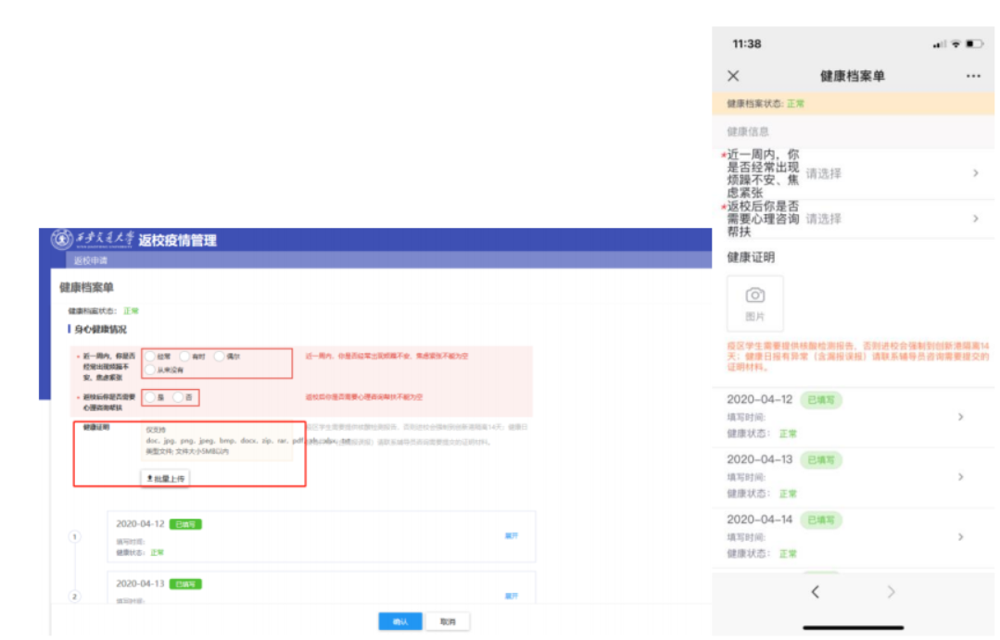 西安交通大学 返校疫情管理
返校申请
健康档案单
健康档案状态: 正常
身心健康情况
* 近一周内，你是否
经常出现烦躁不
安、焦虑紧张
经常 有时 偶尔
从来没有
近一周内，你是否经常出现烦躁不安、焦虑紧张不能为空
* 返校后你是否需要
心理咨询帮扶
是 否
返校后你是否需要心理咨询帮扶不能为空
健康证明
仅支持
doc、jpg、png、jpeg、bmp、docx、zip、rar、pdf
类型文件; 文件大小5MB以内
疫区学生需要提供核酸检测报告，否则进校会强制到创新港隔离14天；健康日
请联系辅导员咨询需要提交的证明材料。
批量上传
1
2020-04-12 已填写
填写时间:
健康状态: 正常
展开
2
2020-04-13 已填写
填写时间:
展开
确认 取消
11:38
健康档案单
健康档案状态: 正常
健康信息
*近一周内，你
是否经常出现
烦躁不安、焦
虑紧张
请选择
*返校后你是否
需要心理咨询
帮扶
请选择
健康证明
图片
疫区学生需要提供核酸检测报告，否则进校会强制到创新港隔离14
天；健康日报有异常（含漏报误报）请联系辅导员咨询需要提交的
证明材料。
2020-04-12 已填写
填写时间:
健康状态: 正常
2020-04-13 已填写
填写时间:
健康状态: 正常
2020-04-14 已填写
填写时间:
健康状态: 正常